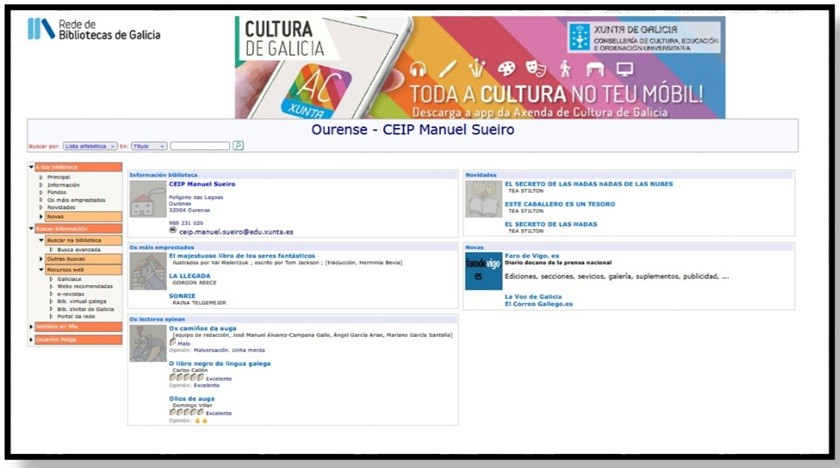 Rede de
Bibliotecas de Galicia
CULTURA
DE GALICIA
AC
XUNTA
XUNTA DE GALICIA
CONSELLERÍA DE CULTURA, EDUCACIÓN
E ORDENACIÓN UNIVERSITARIA
TODA A CULTURA NO TEU MÓBIL!
Descarga a app da Axenda de Cultura de Galicia
Ourense - CEIP Manuel Sueiro
Buscar por: Lista alfabética En: Título
A túa biblioteca
Principal
Información
Fondos
Os máis emprestados
Novidades
Novas
Buscar información
Buscar na biblioteca
Busca avanzada
Outras buscas
Recursos web
GaliciaLe
Webs recomendadas
e-revistas
Bib. virtual galega
Bib. dixital de Galicia
Portal da rede
Xestións en liña
Usuarios Meiga
Información biblioteca
CEIP Manuel Sueiro
Polígono das Lagoas
Ourense
32004 Ourense
988 231 026
ceip.manuel.sueiro@edu.xunta.es
Os máis emprestados
El majestuoso libro de los seres fantásticos
ilustrados por Val Walerczuk ; escrito por Tom Jackson ; [traducción, Herminia Bevia]
LA LLEGADA
GORDON REECE
SONRIE
RAINA TELGEMEIER
Os lectores opinan
Os camiños da auga
[equipo de redacción, José Manuel Álvarez-Campana Gallo, Ángel García Arias, Mariano García Santalla]
Malo
Opinión: Malversación. Unha merda
O libro negro da lingua galega
Carlos Callón
Excelente
Opinión: Excelente
Ollos de auga
Domingo Villar
Excelente
Opinión:
Novidades
EL SECRETO DE LAS HADAS hADAS DE LAS NUBES
TEA STILTON
ESTE CABALLERO ES UN TESORO
TEA STILTON
EL SECRETO DE LAS HADAS
TEA STILTON
Novas
farodevigo
es
Faro de Vigo. es
Diario decano de la prensa nacional
Ediciones, secciones, sevicios, galería, suplementos, publicidad, ...
La Voz de Galicia
El Correo Gallego.es